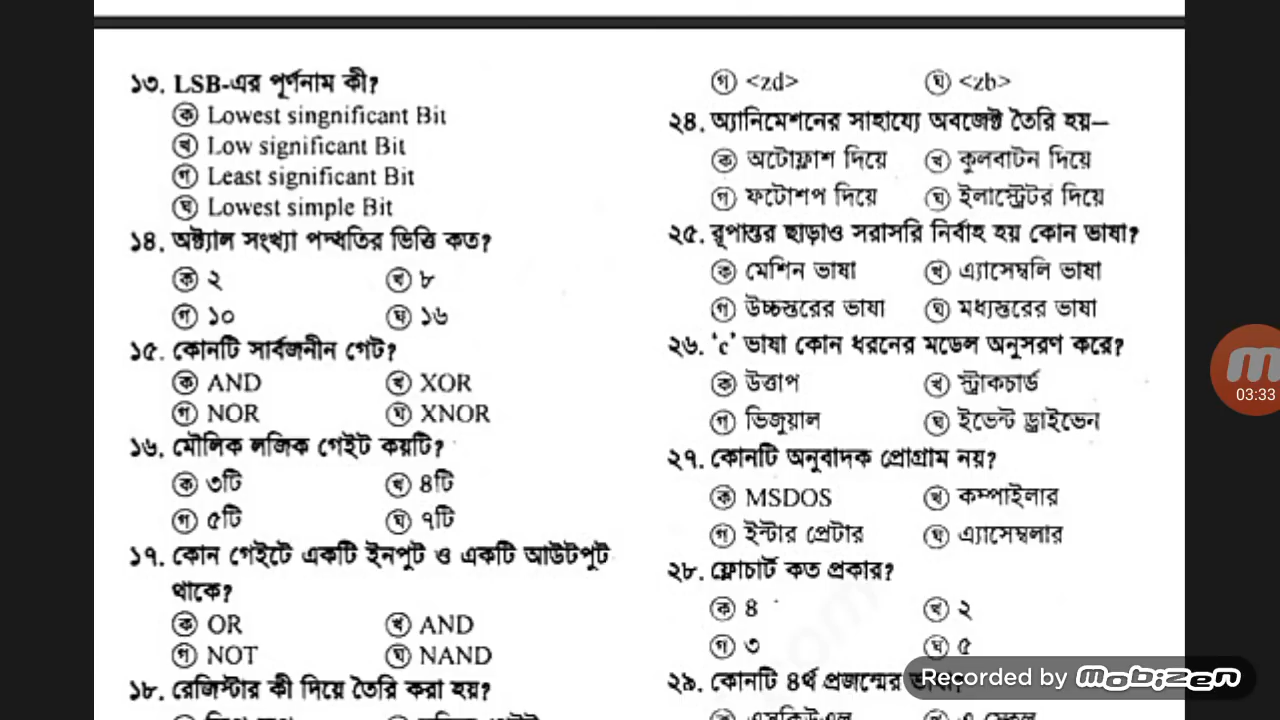 ১৩. LSB-এর পূর্ণনাম কী?
ক Lowest singnificant Bit
খ Low significant Bit
গ Least significant Bit
ঘ Lowest simple Bit
১৪. অষ্ট্যাল সংখ্যা পদ্ধতির ভিত্তি কত?
ক ২ খ ৮
গ ১০ ঘ ১৬
১৫. কোনটি সার্বজনীন গেট?
ক AND খ XOR
গ NOR ঘ XNOR
১৬. মৌলিক লজিক গেইট কয়টি?
ক ৩টি খ ৪টি
গ ৫টি ঘ ৭টি
১৭. কোন গেইটে একটি ইনপুট ও একটি আউটপুট
থাকে?
ক OR খ AND
গ NOT ঘ NAND
১৮. রেজিস্টার কী দিয়ে তৈরি করা হয়?
গ <zd> ঘ <zb>
২৪. অ্যানিমেশনের সাহায্যে অবজেক্ট তৈরি হয়–
ক অটোফ্লাশ দিয়ে খ কুলবাটন দিয়ে
গ ফটোশপ দিয়ে ঘ ইলাস্ট্রেটর দিয়ে
২৫. রূপান্তর ছাড়াও সরাসরি নির্বাহ হয় কোন ভাষা?
ক মেশিন ভাষা খ এ্যাসেম্বলি ভাষা
গ উচ্চস্তরের ভাষা ঘ মধ্যস্তরের ভাষা
২৬. 'c' ভাষা কোন ধরনের মডেল অনুসরণ করে?
ক উত্তাপ খ স্ট্রাকচার্ড
গ ভিজুয়াল ঘ ইভেন্ট ড্রাইভেন
২৭. কোনটি অনুবাদক প্রোগ্রাম নয়?
ক MSDOS খ কম্পাইলার
গ ইন্টার প্রেটার ঘ এ্যাসেম্বলার
২৮. ফ্লোচার্ট কত প্রকার?
ক ৪ খ ২
গ ৩ ঘ ৫
২৯. কোনটি ৪র্থ প্রজন্মের ভাষা?
03:33
Recorded by mobizen